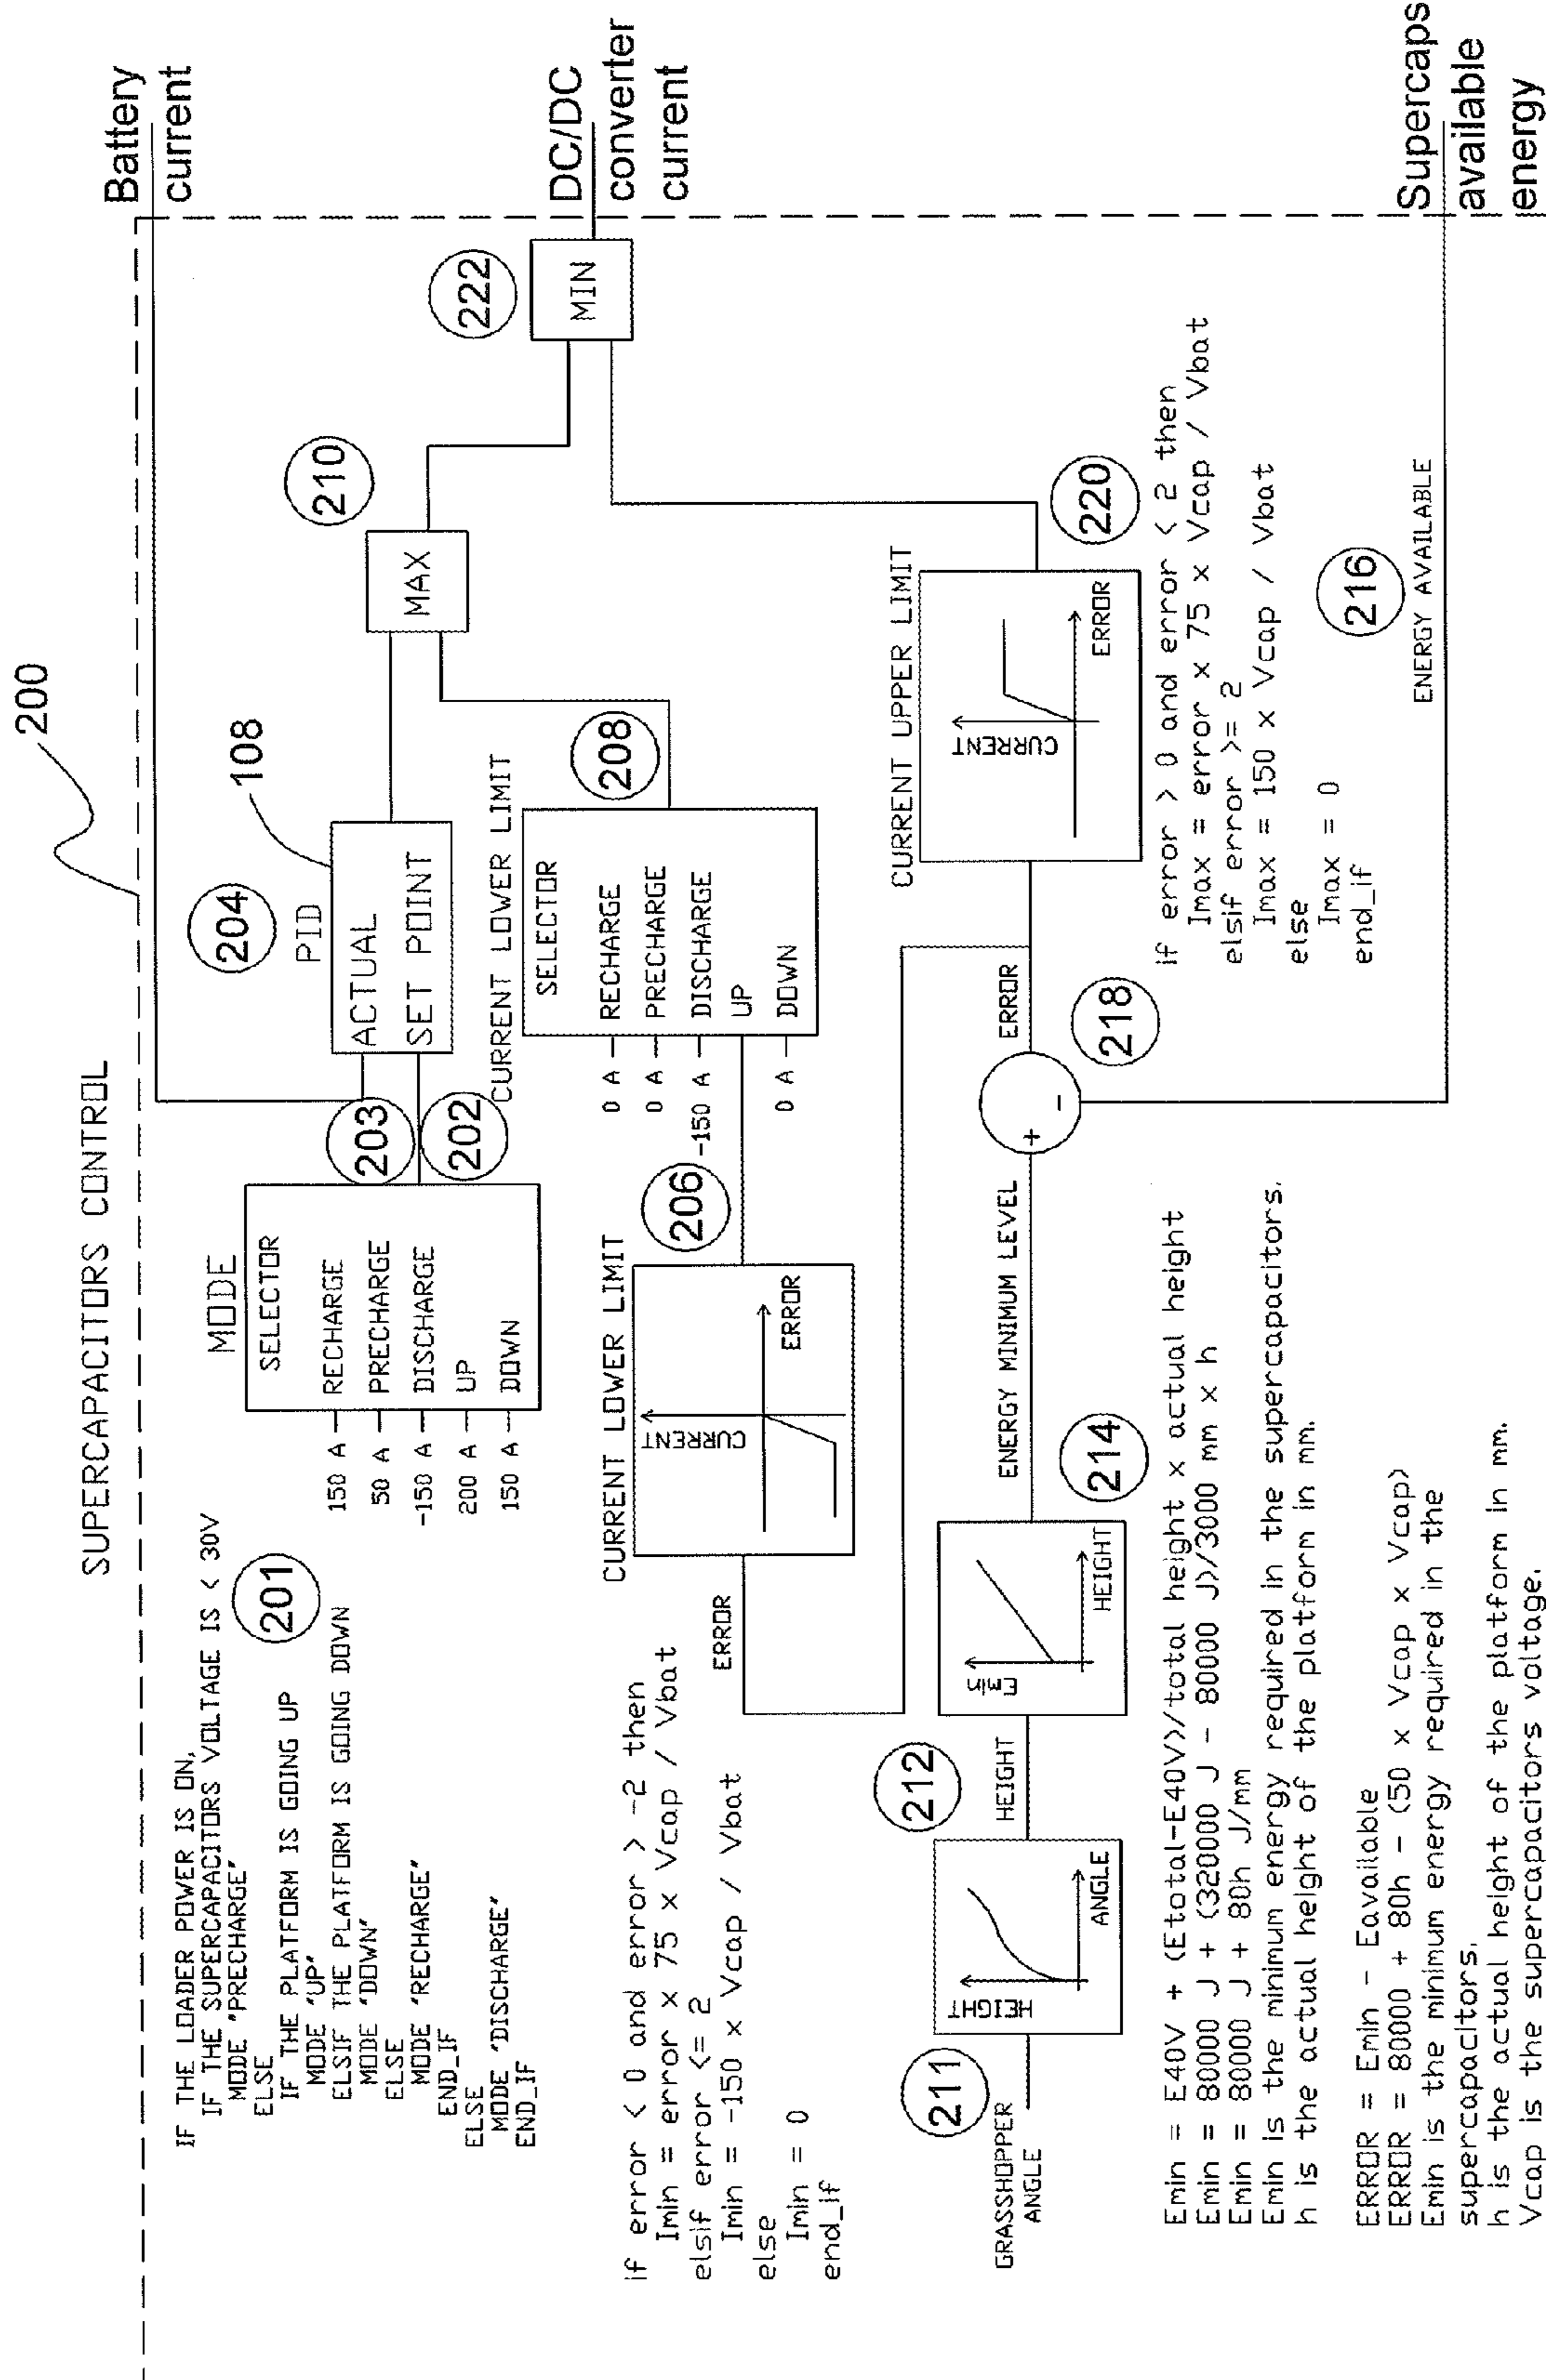 200
SUPERCAPACITORS CONTROL
Battery
current
IF THE LOADER POWER IS ON,
IF THE SUPERCAPACITORS VOLTAGE IS < 30V
MODE "PRECHARGE"
ELSE
IF THE PLATFORM IS GOING UP
MODE "UP"
ELSIF THE PLATFORM IS GOING DOWN
MODE "DOWN"
ELSE
MODE "RECHARGE"
END_IF
ELSE
MODE "DISCHARGE"
END_IF
201
MODE
SELECTOR
150 A RECHARGE
50 A PRECHARGE
-150 A DISCHARGE
200 A UP
150 A DOWN
203
202
204
PID
108
ACTUAL
SET POINT
210
MAX
222
MIN
DC/DC
converter
current
if error < 0 and error > -2 then
Imin = error x 75 x Vcap / Vbat
elsif error <= 2
Imin = -150 x Vcap / Vbat
else
Imin = 0
end_if
ERROR
CURRENT LOWER LIMIT
CURRENT
ERROR
206
CURRENT LOWER LIMIT
SELECTOR
0 A RECHARGE
0 A PRECHARGE
-150 A DISCHARGE
UP
0 A DOWN
208
211
GRASSHOPPER
ANGLE
HEIGHT
ANGLE
212
HEIGHT
Emin
HEIGHT
214
ENERGY MINIMUM LEVEL
+
-
218
ERROR
CURRENT UPPER LIMIT
CURRENT
ERROR
220
if error > 0 and error < 2 then
Imax = error x 75 x Vcap / Vbat
elsif error >= 2
Imax = 150 x Vcap / Vbat
else
Imax = 0
end_if
216
ENERGY AVAILABLE
Supercaps
available
energy
Emin = E40V + (Etotal-E40V)/total height x actual height
Emin = 80000 J + (320000 J - 80000 J)/3000 mm x h
Emin = 80000 J + 80h J/mm
Emin is the minimum energy required in the supercapacitors.
h is the actual height of the platform in mm.
ERROR = Emin - Eavailable
ERROR = 80000 + 80h - (50 x Vcap x Vcap)
Emin is the minimum energy required in the
supercapacitors.
h is the actual height of the platform in mm.
Vcap is the supercapacitors voltage.